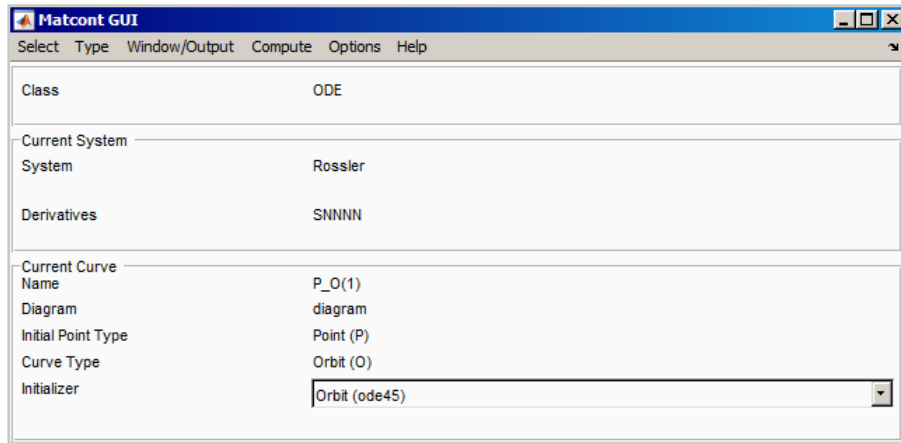 Matcont GUI
Select Type Window/Output Compute Options Help
Class ODE
Current System
System Rossler
Derivatives SNNNN
Current Curve
Name P_O(1)
Diagram diagram
Initial Point Type Point (P)
Curve Type Orbit (O)
Initializer Orbit (ode45)